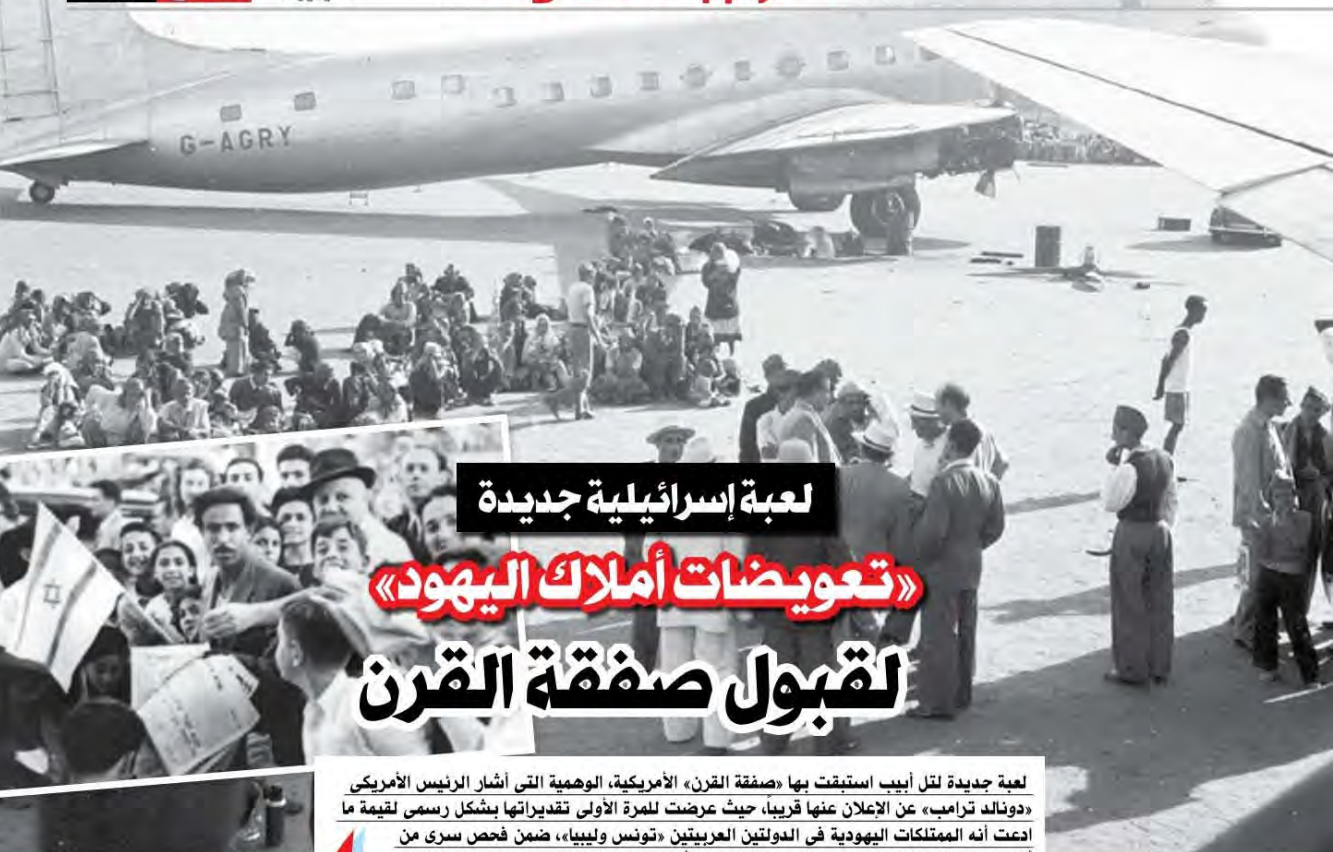 G-AGRY
لعبة إسرائيلية جديدة
«تعويضات أملاك اليهود»
لقبول صفقة القرن
لعبة جديدة لتل أبيب استبقت بها «صفقة القرن» الأمريكية، الوهمية التى أشار الرئيس الأمريكى
«دونالد ترامب» عن الإعلان عنها قريباً، حيث عرضت للمرة الأولى تقديراتها بشكل رسمى لقيمة ما
ادعت أنه الممتلكات اليهودية فى الدولتين العربيتين «تونس وليبيا»، ضمن فحص سرى من